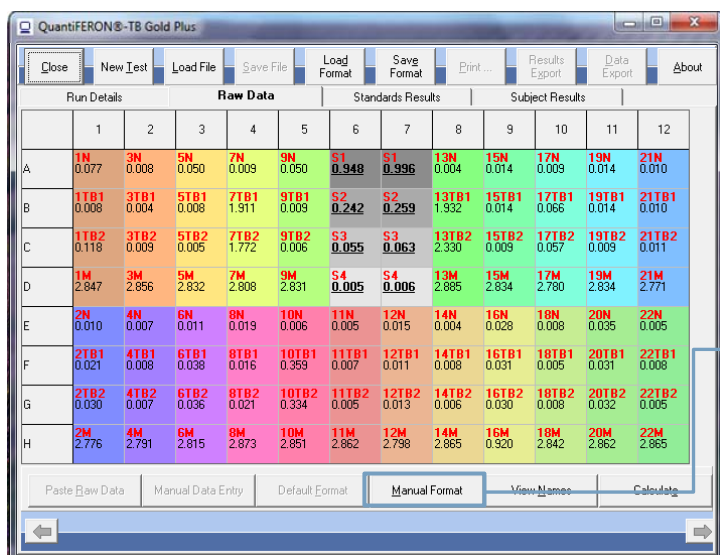 QuantiFERON®-TB Gold Plus
Close New Test Load File Save File Load Format Save Format Print ... Results Export Data Export About
Run Details Raw Data Standards Results Subject Results
1 2 3 4 5 6 7 8 9 10 11 12
1N 3N 5N 7N 9N S1 S1 13N 15N 17N 19N 21N
A 0.077 0.008 0.050 0.009 0.050 0.948 0.996 0.004 0.014 0.009 0.014 0.010
1TB1 3TB1 5TB1 7TB1 9TB1 S2 S2 13TB1 15TB1 17TB1 19TB1 21TB1
B 0.008 0.004 0.008 1.911 0.009 0.242 0.259 1.932 0.014 0.066 0.014 0.010
1TB2 3TB2 5TB2 7TB2 9TB2 S3 S3 13TB2 15TB2 17TB2 19TB2 21TB2
C 0.118 0.009 0.005 1.772 0.006 0.055 0.063 2.330 0.009 0.057 0.009 0.011
1M 3M 5M 7M 9M S4 S4 13M 15M 17M 19M 21M
D 2.847 2.856 2.832 2.808 2.831 0.005 0.006 2.885 2.834 2.780 2.834 2.771
2N 4N 6N 8N 10N 11N 12N 14N 16N 18N 20N 22N
E 0.010 0.007 0.011 0.019 0.006 0.005 0.015 0.004 0.028 0.008 0.035 0.005
2TB1 4TB1 6TB1 8TB1 10TB1 11TB1 12TB1 14TB1 16TB1 18TB1 20TB1 22TB1
F 0.021 0.008 0.038 0.016 0.359 0.007 0.011 0.008 0.031 0.005 0.031 0.008
2TB2 4TB2 6TB2 8TB2 10TB2 11TB2 12TB2 14TB2 16TB2 18TB2 20TB2 22TB2
G 0.030 0.007 0.036 0.021 0.334 0.005 0.013 0.006 0.030 0.008 0.032 0.005
2M 4M 6M 8M 10M 11M 12M 14M 16M 18M 20M 22M
H 2.776 2.791 2.815 2.873 2.851 2.862 2.798 2.865 0.920 2.842 2.862 2.865
Paste Raw Data Manual Data Entry Default Format Manual Format View Names Calculate